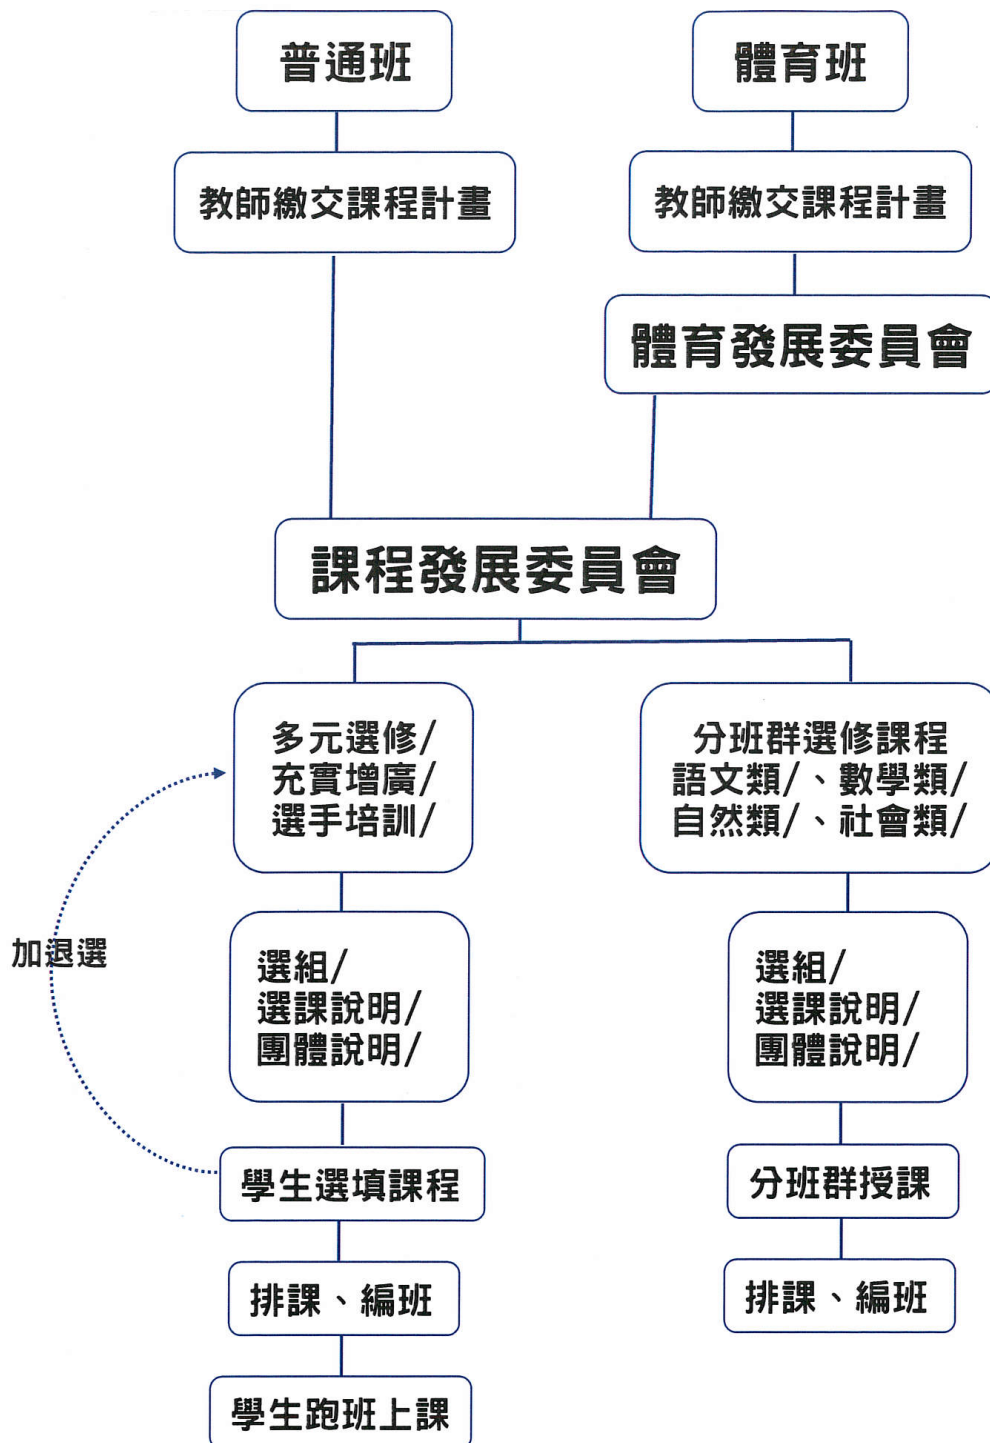 普通班
體育班
教師繳交課程計畫
教師繳交課程計畫
體育發展委員會
課程發展委員會
多元選修/
充實增廣/
選手培訓/
分班群選修課程
語文類/、數學類/
自然類/、社會類/
加退選
選組/
選課說明/
團體說明/
選組/
選課說明/
團體說明/
學生選填課程
分班群授課
排課、編班
排課、編班
學生跑班上課